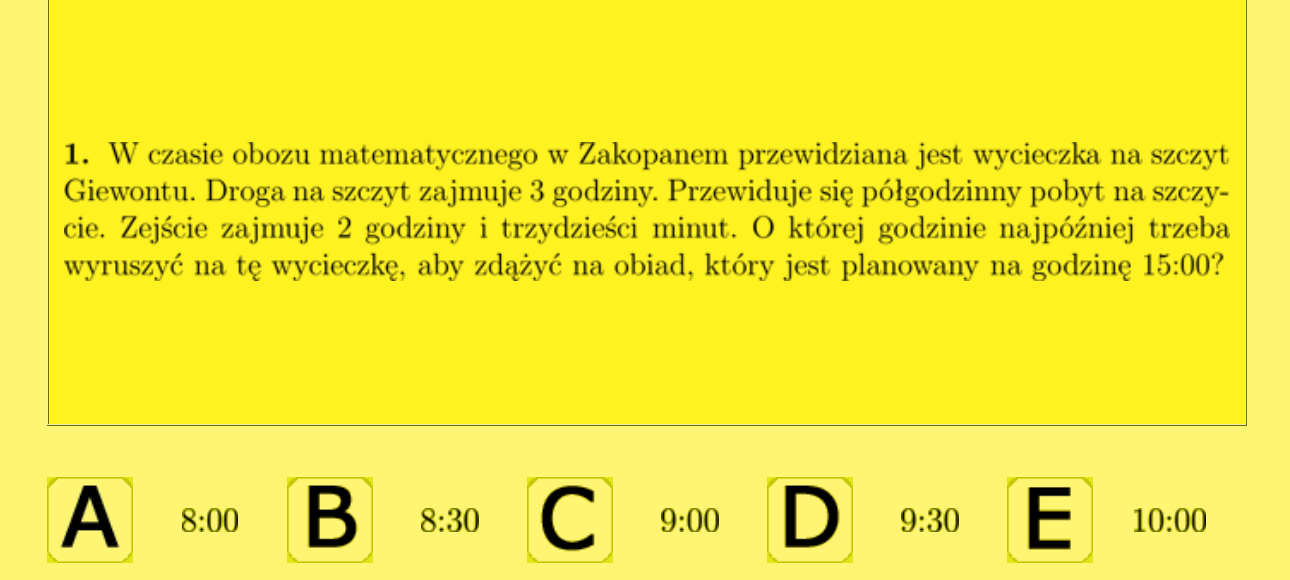 1. W czasie obozu matematycznego w Zakopanem przewidziana jest wycieczka na szczyt
Giewontu. Droga na szczyt zajmuje 3 godziny. Przewiduje się półgodzinny pobyt na szczy-
cie. Zejście zajmuje 2 godziny i trzydzieści minut. O której godzinie najpóźniej trzeba
wyruszyć na tę wycieczkę, aby zdążyć na obiad, który jest planowany na godzinę 15:00?
A 8:00 B 8:30 C 9:00 D 9:30 E 10:00